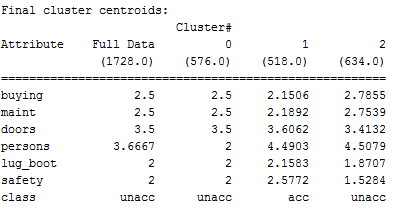 Final cluster centroids:
Cluster#
Attribute Full Data 0 1 2
(1728.0) (576.0) (518.0) (634.0)
==========================================================
buying 2.5 2.5 2.1506 2.7855
maint 2.5 2.5 2.1892 2.7539
doors 3.5 3.5 3.6062 3.4132
persons 3.6667 2 4.4903 4.5079
lug_boot 2 2 2.1583 1.8707
safety 2 2 2.5772 1.5284
class unacc unacc acc unacc